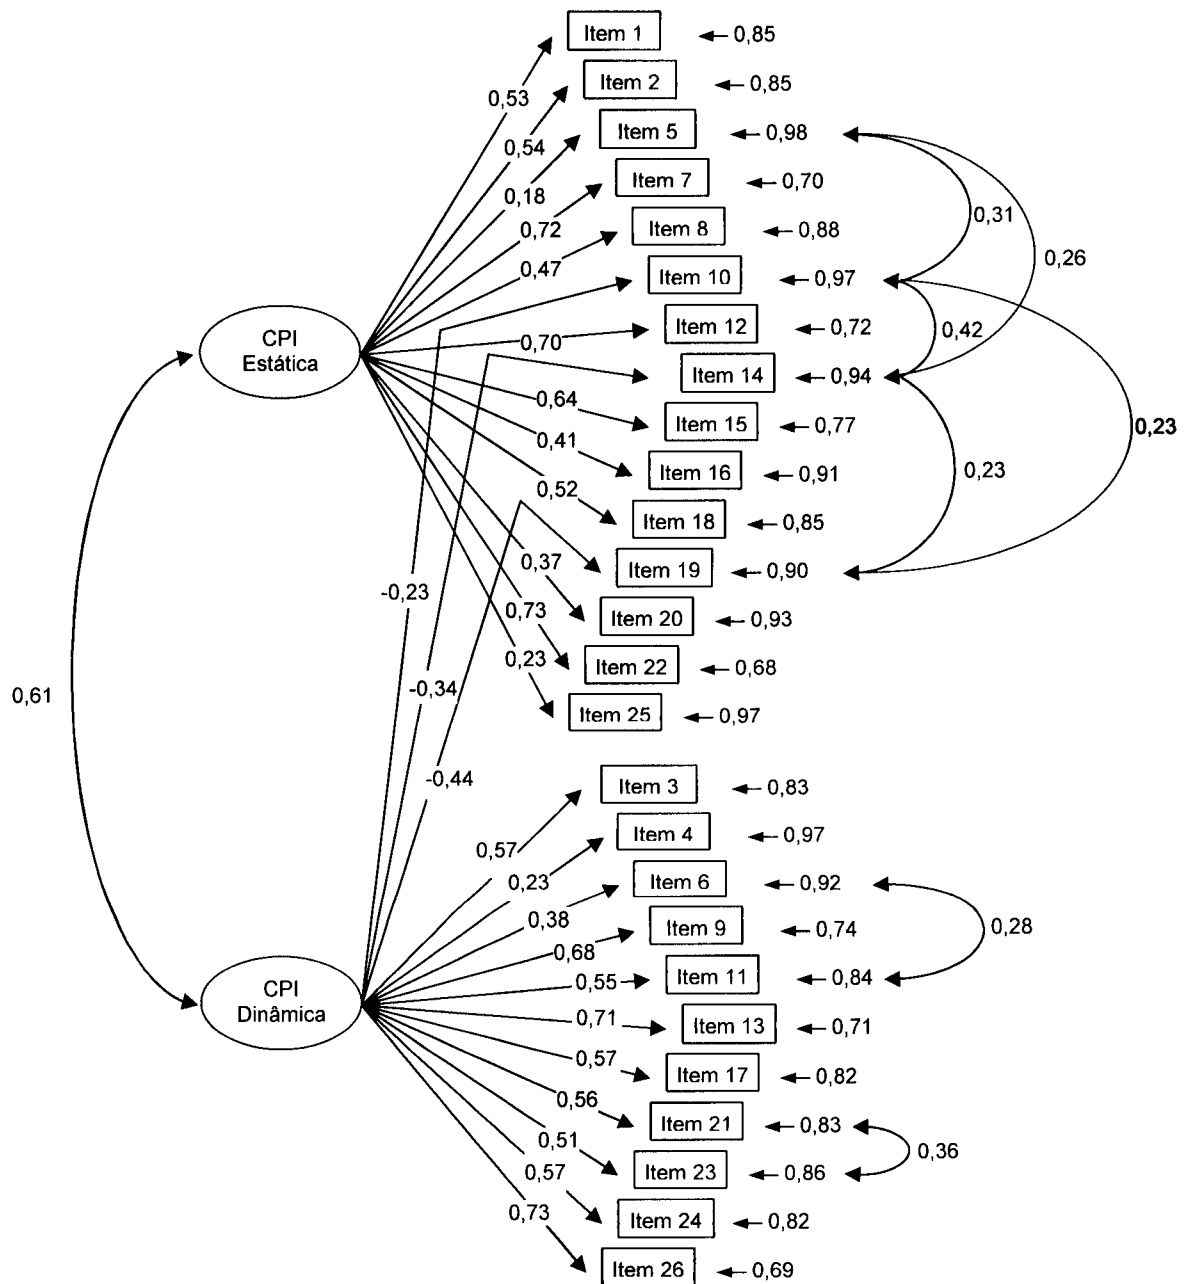 Item 1
0,85
0,53
Item 2
0,85
0,54
Item 5
0,98
0,18
Item 7
0,70
0,31
0,72
Item 8
0,88
0,26
0,47
Item 10
0,97
CPI
Estática
0,70
Item 12
0,72
0,42
Item 14
0,94
0,64
Item 15
0,77
0,23
0,41
Item 16
0,91
0,23
0,52
Item 18
0,85
0,37
Item 19
0,90
-0,23
0,73
Item 20
0,93
0,23
Item 22
0,68
0,61
-0,34
Item 25
0,97
-0,44
Item 3
0,83
0,57
Item 4
0,97
0,23
Item 6
0,92
0,38
Item 9
0,74
0,28
0,68
CPI
Dinâmica
0,55
Item 11
0,84
0,71
Item 13
0,71
0,57
Item 17
0,82
0,56
Item 21
0,83
0,51
Item 23
0,86
0,36
0,57
Item 24
0,82
0,73
Item 26
0,69